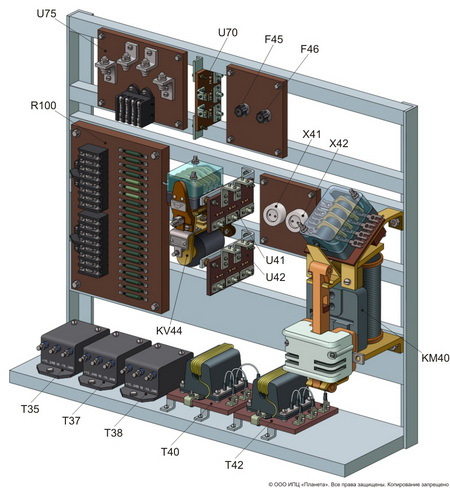 U75
U70
F45
F46
R100
X41
X42
U41
U42
KV44
KM40
T35
T37
T38
T40
T42
© ООО ИПЦ «Планета». Все права защищены. Копирование запрещено